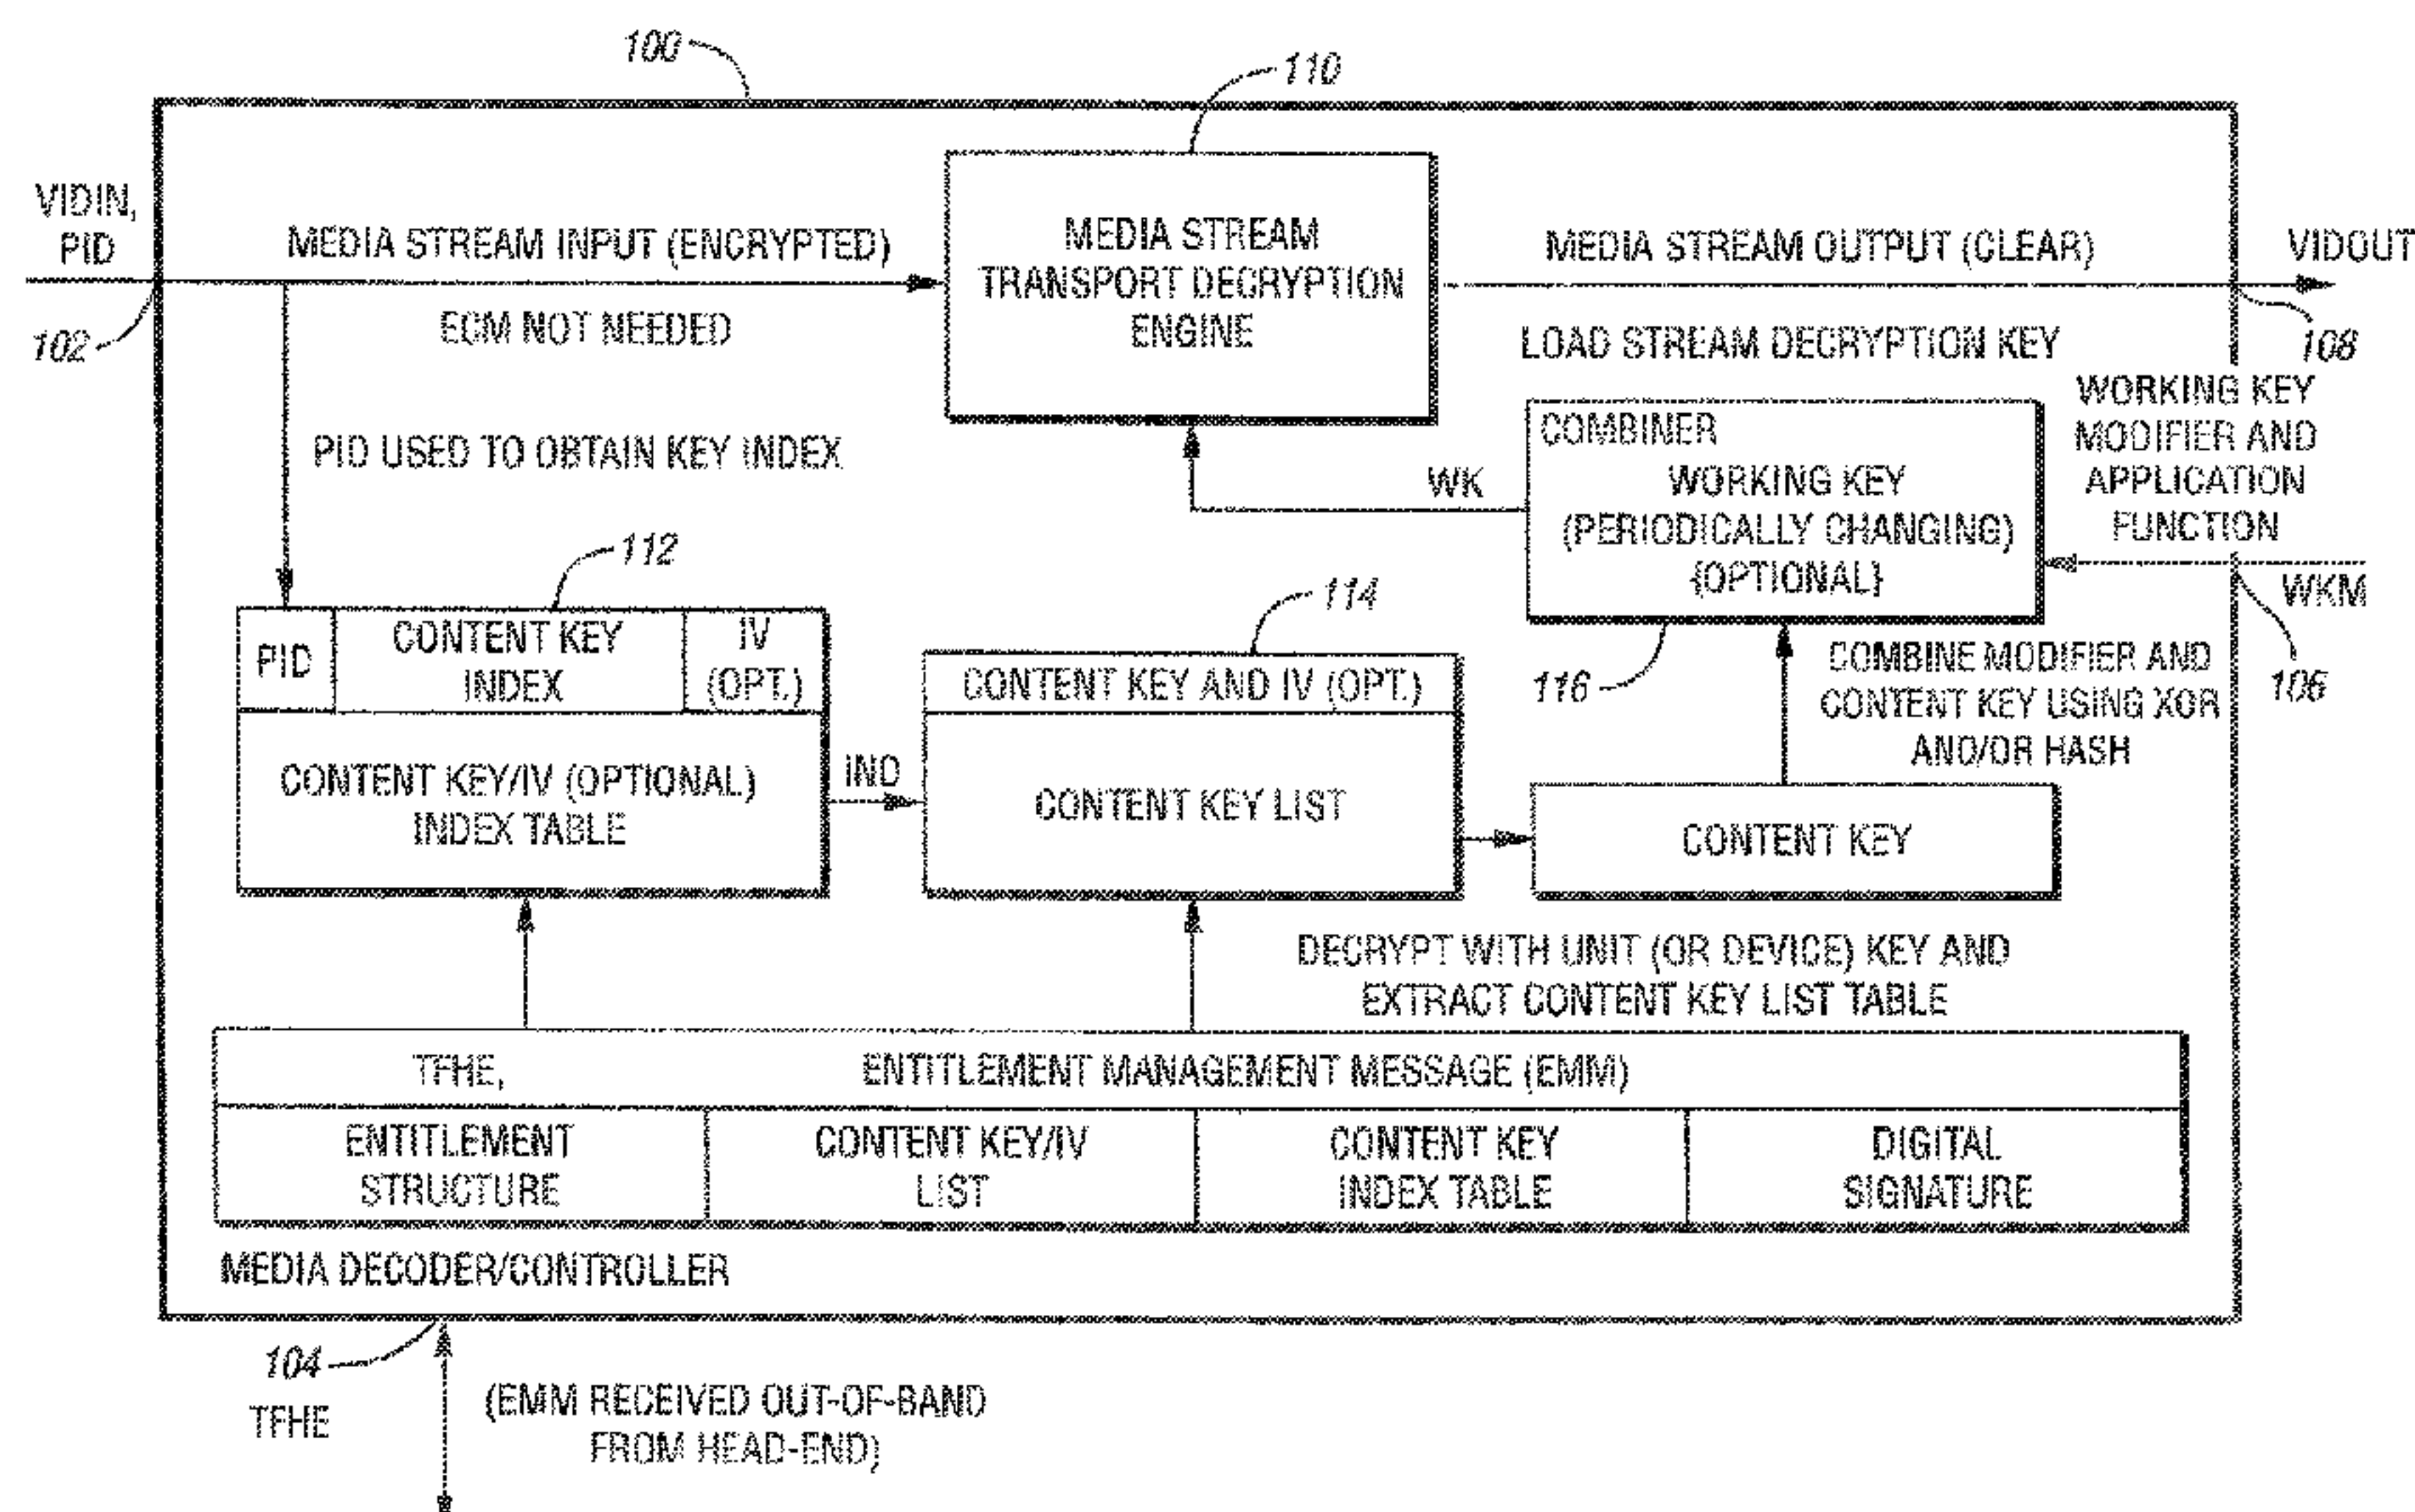 100
110
VIDIN,
PID
MEDIA STREAM INPUT (ENCRYPTED)
ECM NOT NEEDED
102
MEDIA STREAM
TRANSPORT DECRYPTION
ENGINE
MEDIA STREAM OUTPUT (CLEAR)
VIDOUT
108
LOAD STREAM DECRYPTION KEY
PID USED TO OBTAIN KEY INDEX
WK
COMBINER
WORKING KEY
(PERIODICALLY CHANGING)
{OPTIONAL}
WORKING KEY
MODIFIER AND
APPLICATION
FUNCTION
WKM
106
112
PID
CONTENT KEY
INDEX
IV
(OPT.)
CONTENT KEY/IV (OPTIONAL)
INDEX TABLE
IND
114
CONTENT KEY AND IV (OPT.)
CONTENT KEY LIST
116
COMBINE MODIFIER AND
CONTENT KEY USING XOR
AND/OR HASH
CONTENT KEY
DECRYPT WITH UNIT (OR DEVICE) KEY AND
EXTRACT CONTENT KEY LIST TABLE
TFHE,
ENTITLEMENT MANAGEMENT MESSAGE (EMM)
ENTITLEMENT
STRUCTURE
CONTENT KEY/IV
LIST
CONTENT KEY
INDEX TABLE
DIGITAL
SIGNATURE
MEDIA DECODER/CONTROLLER
104
TFHE
(EMM RECEIVED OUT-OF-BAND
FROM HEAD-END)